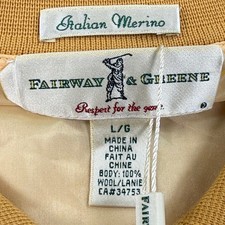 Italian Merino
FAIRWAY & GREENE
Respect for the game
L/G
MADE IN
CHINA
FAIT AU
CHINE
BODY: 100%
WOOL/LANIE
CA#34753
FAIR